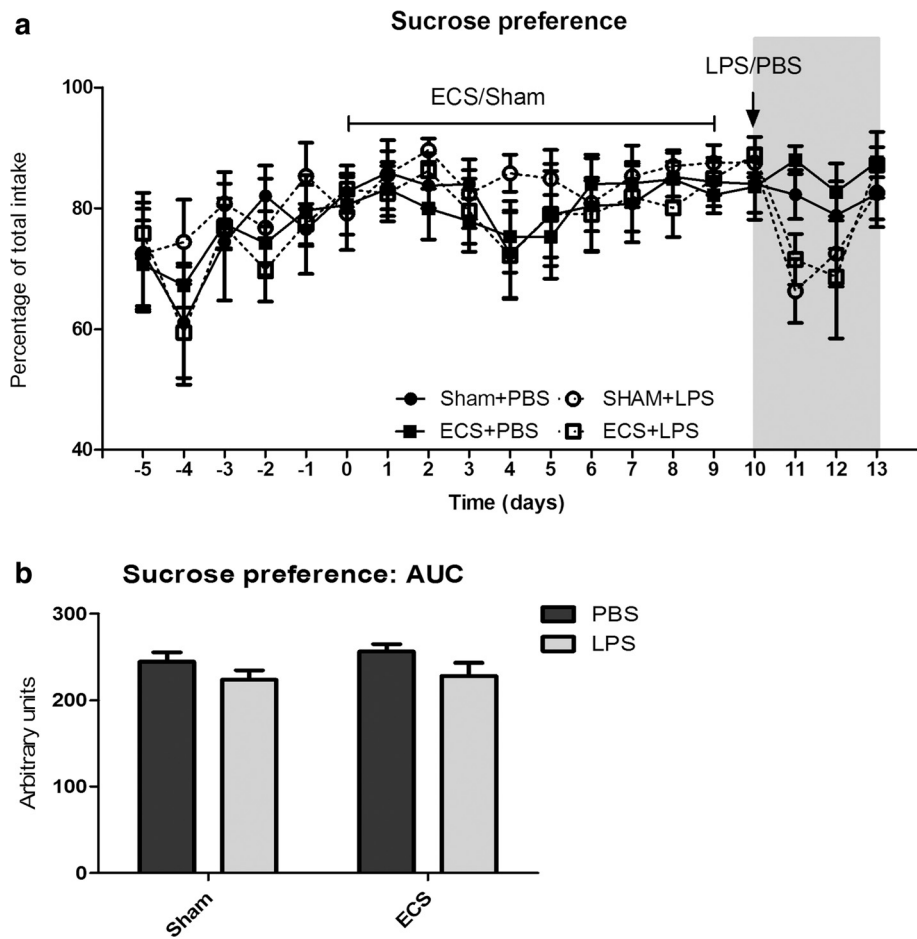 a
Sucrose preference
LPS/PBS
ECS/Sham
100
80
60
40
Percentage of total intake
Sham+PBS SHAM+LPS
ECS+PBS ECS+LPS
-5 -4 -3 -2 -1 0 1 2 3 4 5 6 7 8 9 10 11 12 13
Time (days)
b
Sucrose preference: AUC
300
200
100
0
Arbitrary units
PBS
LPS
Sham ECS